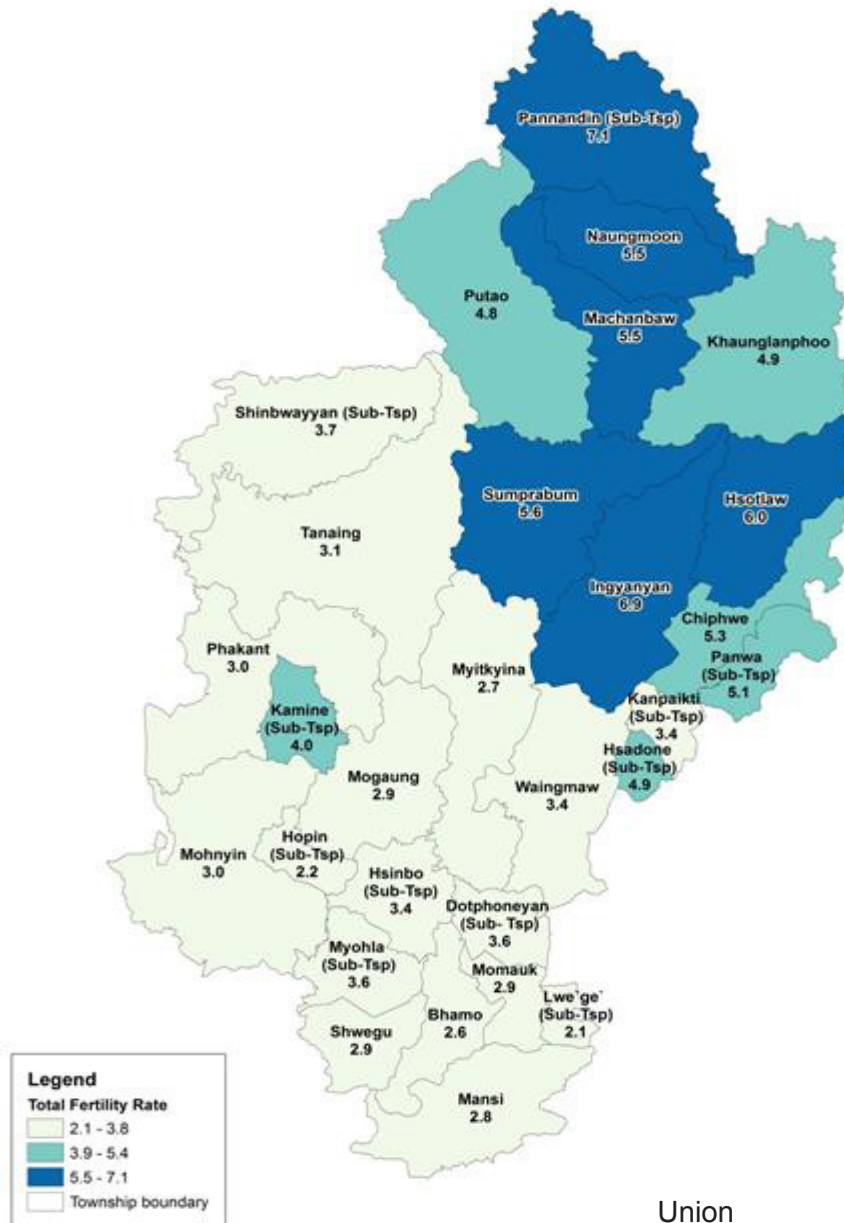 Pannandin (Sub-Tsp)
7.1
Naungmoon
5.5
Putao
4.8
Machanbaw
5.5
Khaunglanphoo
4.9
Shinbwayyan (Sub-Tsp)
3.7
Sumprabum
5.6
Hsotlaw
6.0
Tanaing
3.1
Ingyanyan
6.9
Chiphwe
5.3
Panwa
(Sub-Tsp)
5.1
Phakant
3.0
Myitkyina
2.7
Kanpaikti
(Sub-Tsp)
3.4
Kamine
(Sub-Tsp)
4.0
Hsadone
(Sub-Tsp)
4.9
Mogaung
2.9
Waingmaw
3.4
Hopin
(Sub-Tsp)
2.2
Mohnyin
3.0
Hsinbo
(Sub-Tsp)
3.4
Dotphoneyan
(Sub- Tsp)
3.6
Myohla
(Sub-Tsp)
3.6
Momauk
2.9
Lwe`ge`
(Sub-Tsp)
2.1
Bhamo
2.6
Shwegu
2.9
Mansi
2.8
Legend
Total Fertility Rate
2.1 - 3.8
3.9 - 5.4
5.5 - 7.1
Township boundary
Union